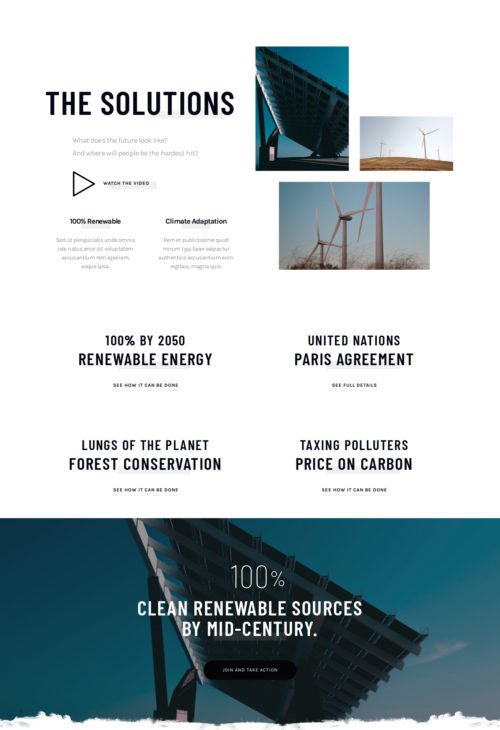 THE SOLUTIONS
What does the future look like?
And where will people be the hardest hit?
WATCH THE VIDEO
100% Renewable
Sed ut perspiciatis unde omnis
iste natus error sit voluptatem
accusantium rem aperiam,
eaque ipsa.
Climate Adaptation
Rem et publicissime quod
mirum typi facer eaque tui
authentice accusantium eum
regibus, magna quis.
100% BY 2050
RENEWABLE ENERGY
SEE HOW IT CAN BE DONE
UNITED NATIONS
PARIS AGREEMENT
SEE FULL DETAILS
LUNGS OF THE PLANET
FOREST CONSERVATION
SEE HOW IT CAN BE DONE
TAXING POLLUTERS
PRICE ON CARBON
SEE HOW IT CAN BE DONE
100%
CLEAN RENEWABLE SOURCES
BY MID-CENTURY.
JOIN AND TAKE ACTION